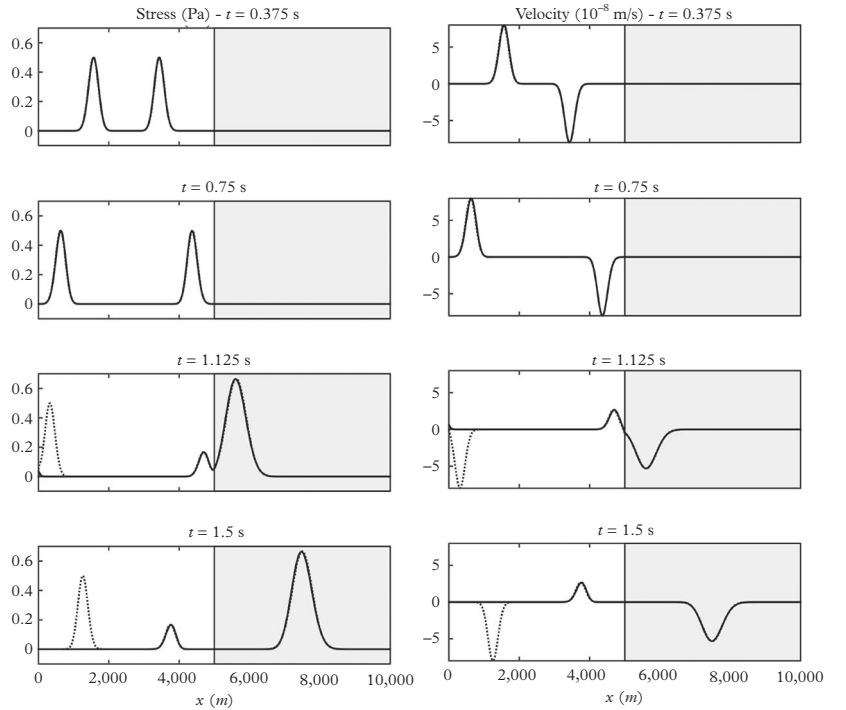 Stress (Pa) - t = 0.375 s
0.6
0.4
0.2
0
Velocity (10⁻⁸ m/s) - t = 0.375 s
5
0
−5
t = 0.75 s
0.6
0.4
0.2
0
t = 0.75 s
5
0
−5
t = 1.125 s
0.6
0.4
0.2
0
t = 1.125 s
5
0
−5
t = 1.5 s
0.6
0.4
0.2
0
0 2,000 4,000 6,000 8,000 10,000
x (m)
t = 1.5 s
5
0
−5
0 2,000 4,000 6,000 8,000 10,000
x (m)